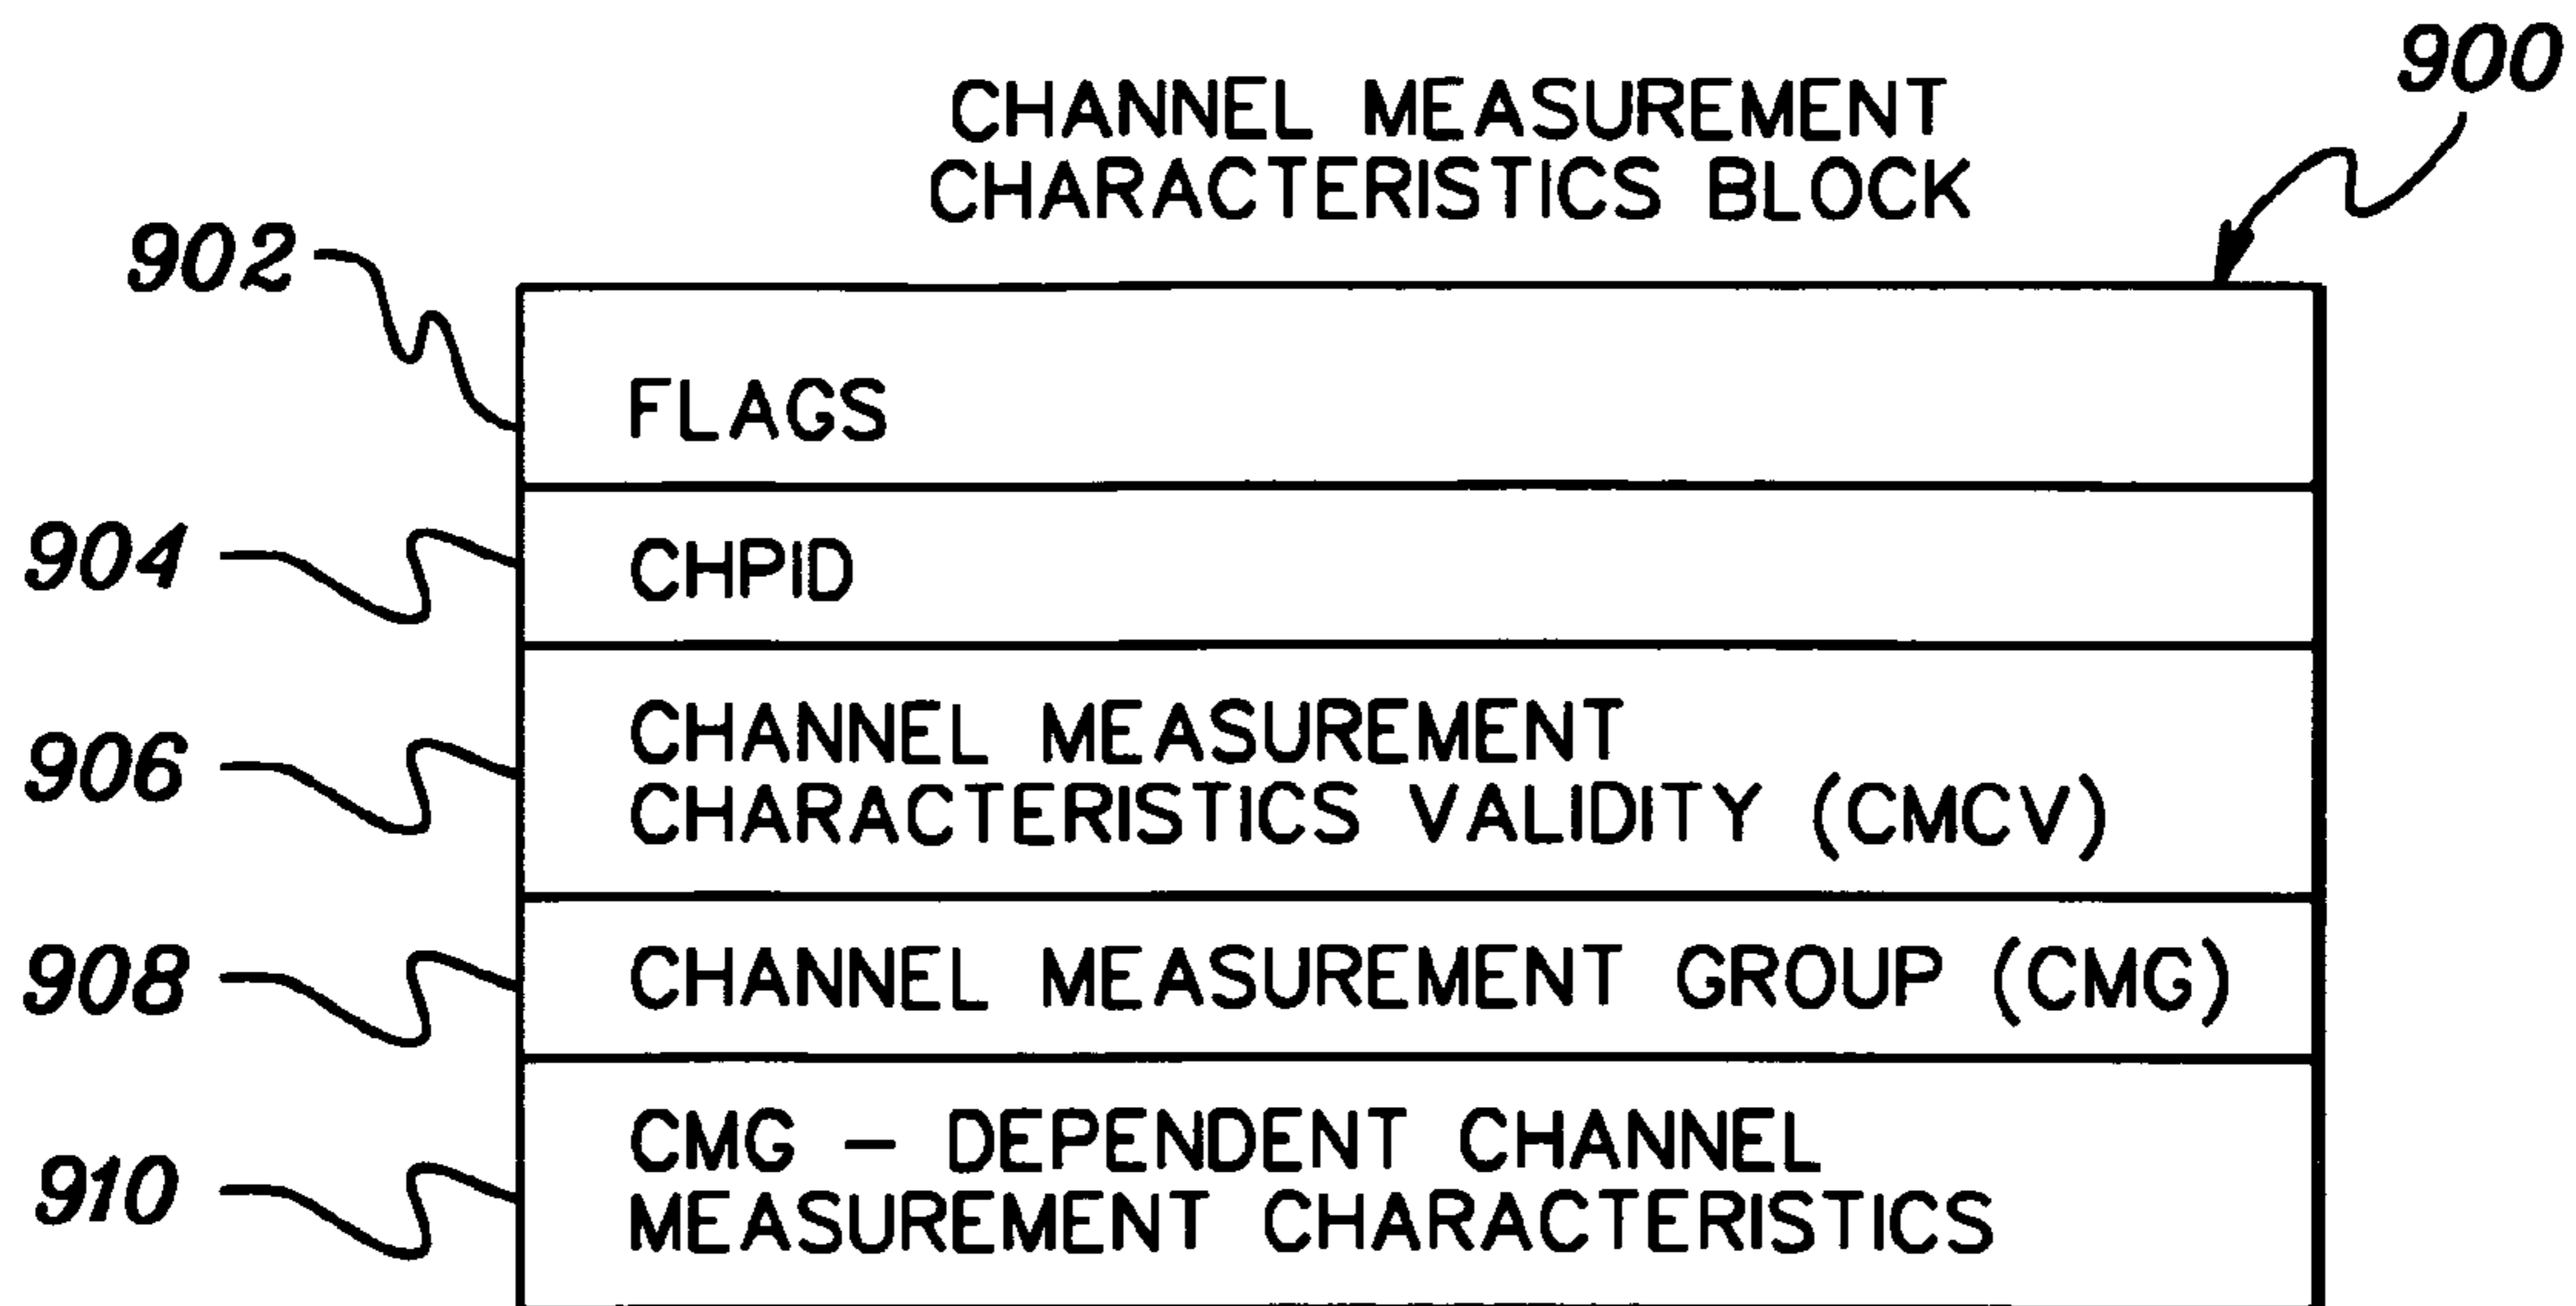 900
CHANNEL MEASUREMENT
CHARACTERISTICS BLOCK
902
FLAGS
904
CHPID
906
CHANNEL MEASUREMENT
CHARACTERISTICS VALIDITY (CMCV)
908
CHANNEL MEASUREMENT GROUP (CMG)
910
CMG - DEPENDENT CHANNEL
MEASUREMENT CHARACTERISTICS